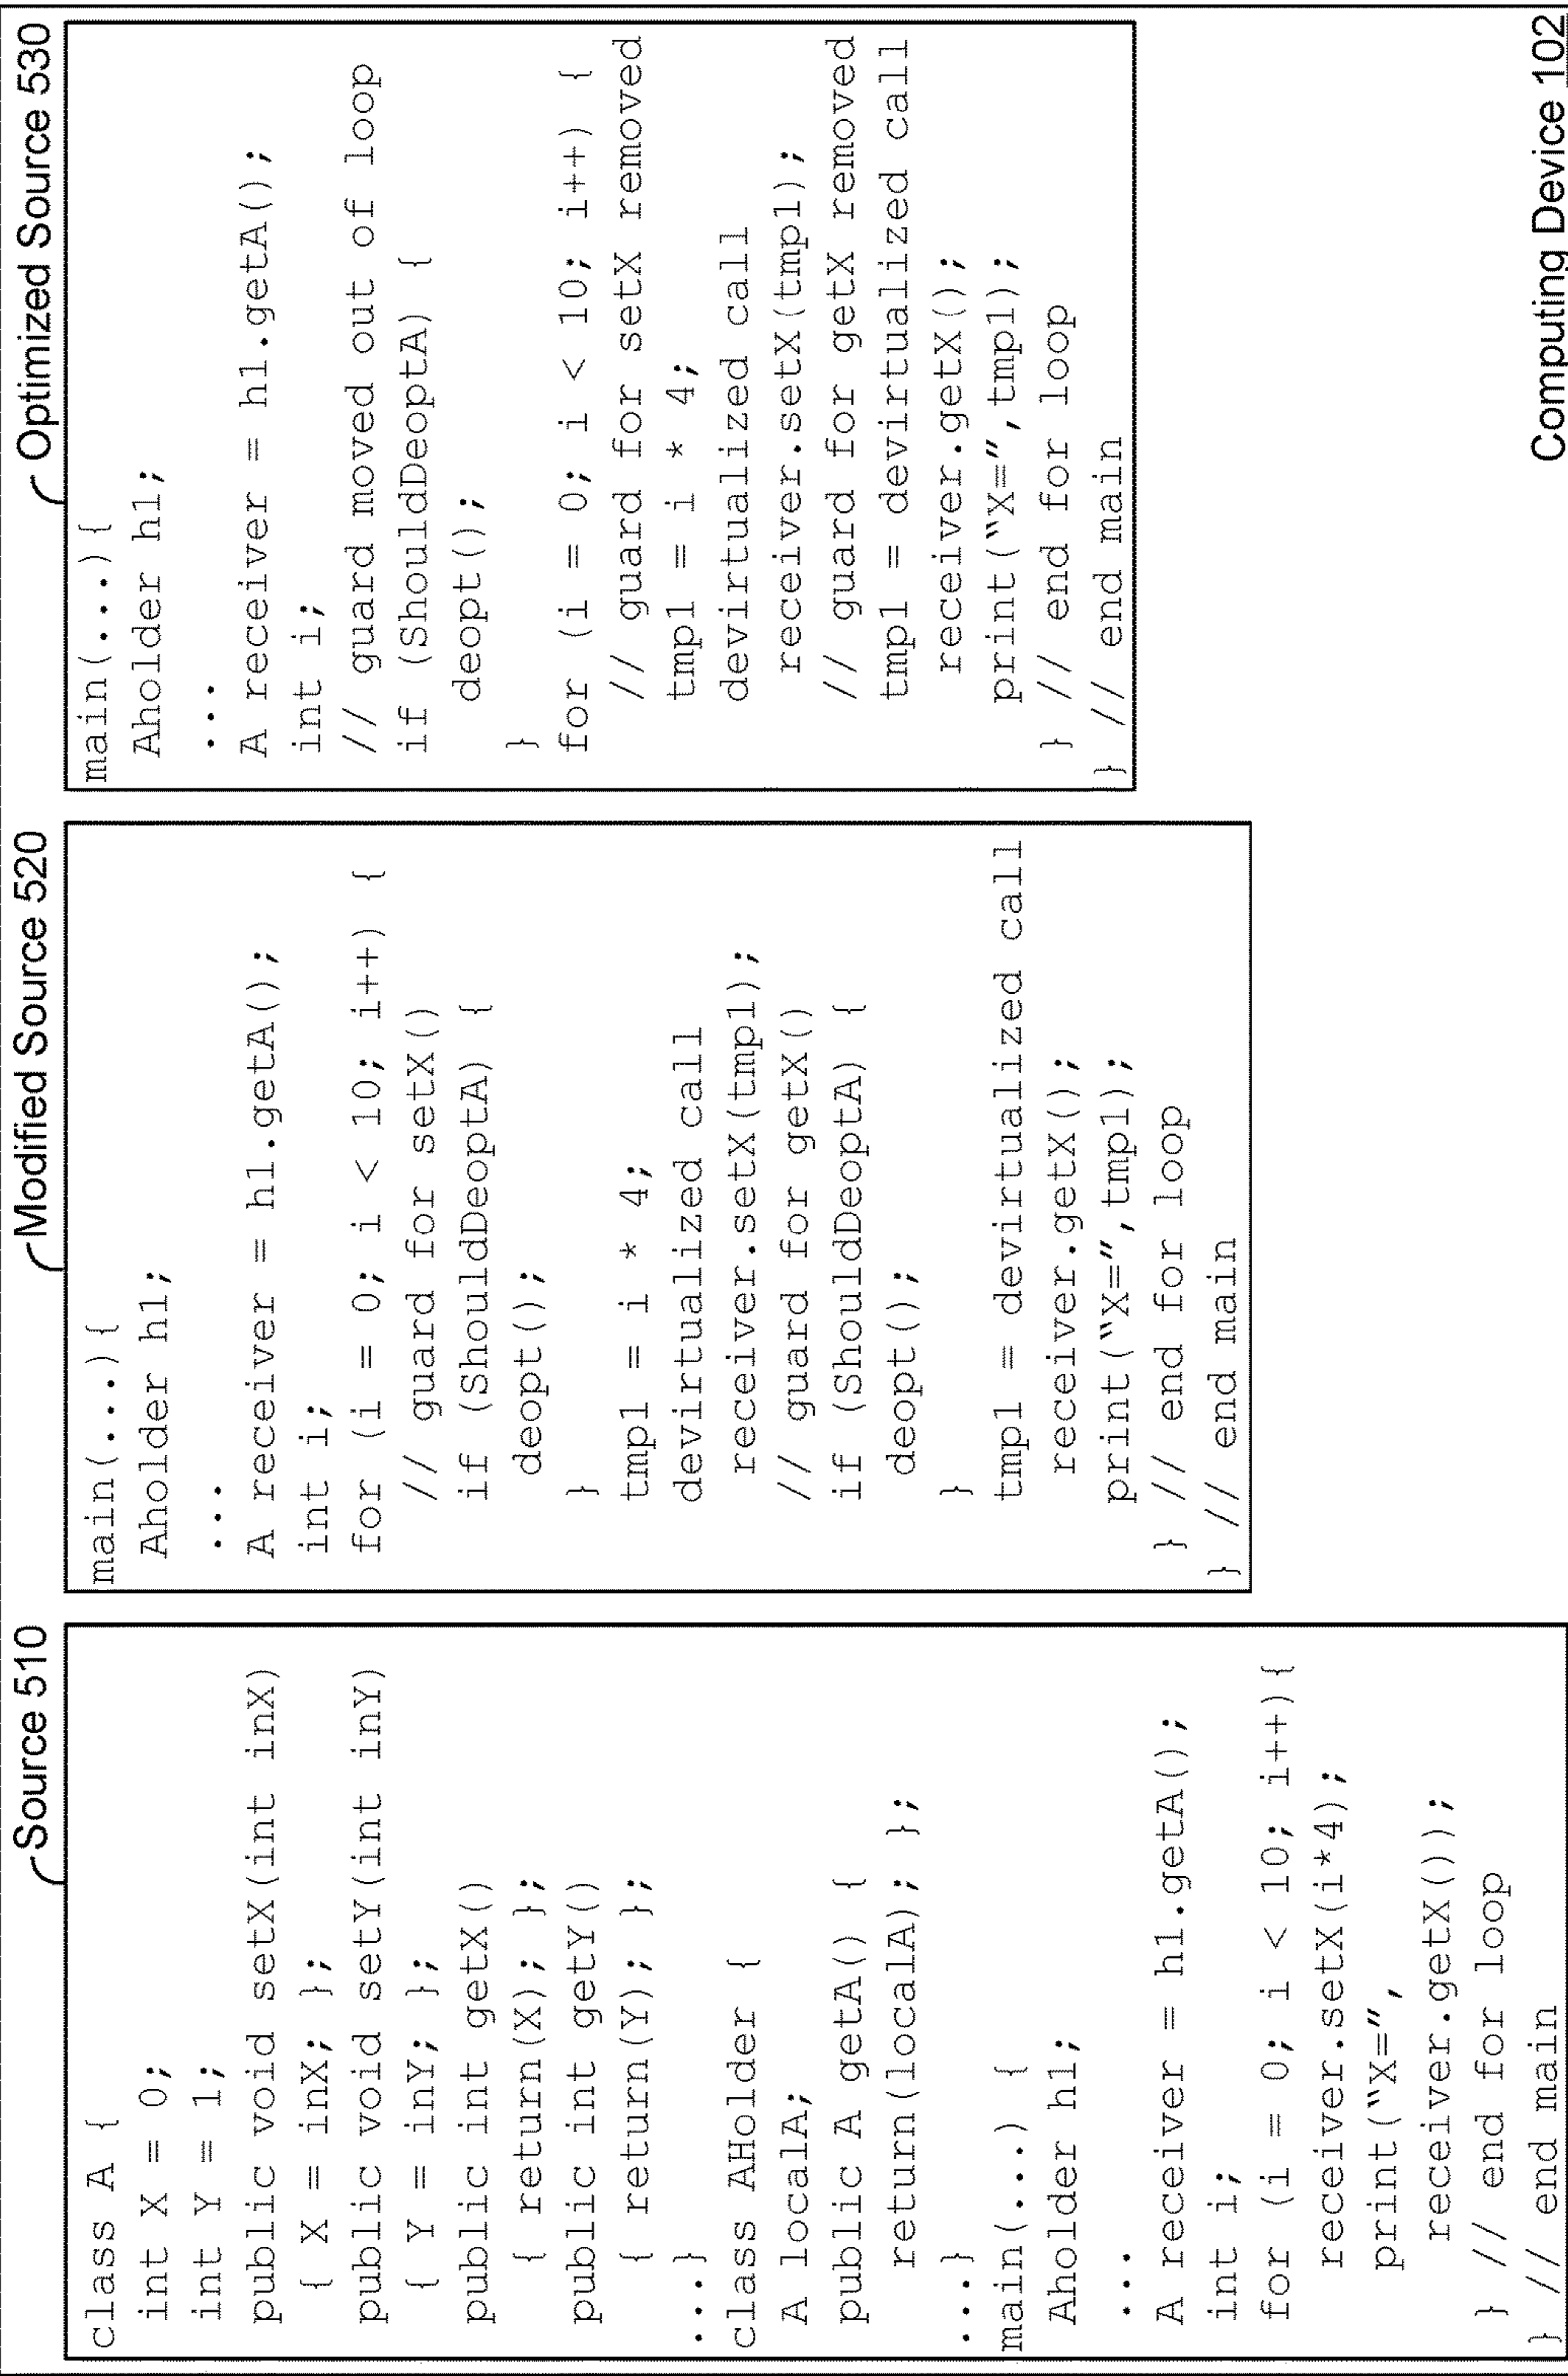 Source 510
class A {
int X = 0;
int Y = 1;
public void setX(int inX)
{ X = inX; };
public void setY(int inY)
{ Y = inY; };
public int getX()
{ return(X); };
public int getY()
{ return(Y); };
...}
class AHolder {
A localA;
public A getA() {
return(localA); };
...}
main(...) {
Aholder h1;
...
A receiver = h1.getA();
int i;
for (i = 0; i < 10; i++){
receiver.setX(i*4);
print("X=",
receiver.getX());
} // end for loop
} // end main
Modified Source 520
main(....){
Aholder h1;
...
A receiver = h1.getA();
int i;
for (i = 0; i < 10; i++) {
// guard for setX()
if (ShouldDeoptA) {
deopt();
}
tmp1 = i * 4;
devirtualized call
receiver.setX(tmp1);
// guard for getX()
if (ShouldDeoptA) {
deopt();
}
tmp1 = devirtualized call
receiver.getX();
print("X=",tmp1);
} // end for loop
} // end main
Optimized Source 530
main(...){
Aholder h1;
...
A receiver = h1.getA();
int i;
// guard moved out of loop
if (ShouldDeoptA) {
deopt();
}
for (i = 0; i < 10; i++) {
// guard for setX removed
tmp1 = i * 4;
devirtualized call
receiver.setX(tmp1);
// guard for getX removed
tmp1 = devirtualized call
receiver.getX();
print("X=",tmp1);
} // end for loop
} // end main
Computing Device 102